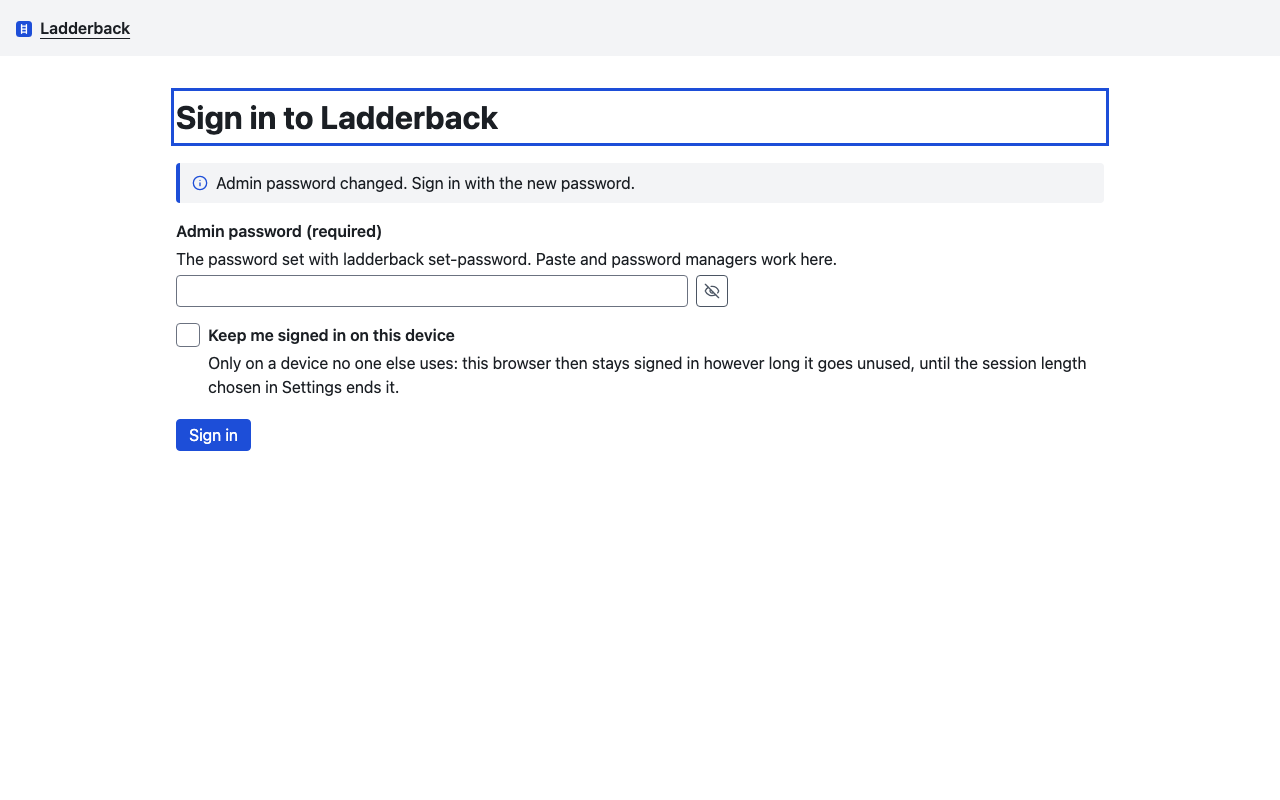 Ladderback
Sign in to Ladderback
Admin password changed. Sign in with the new password.
Admin password (required)
The password set with ladderback set-password. Paste and password managers work here.
Keep me signed in on this device
Only on a device no one else uses: this browser then stays signed in however long it goes unused, until the session length
chosen in Settings ends it.
Sign in